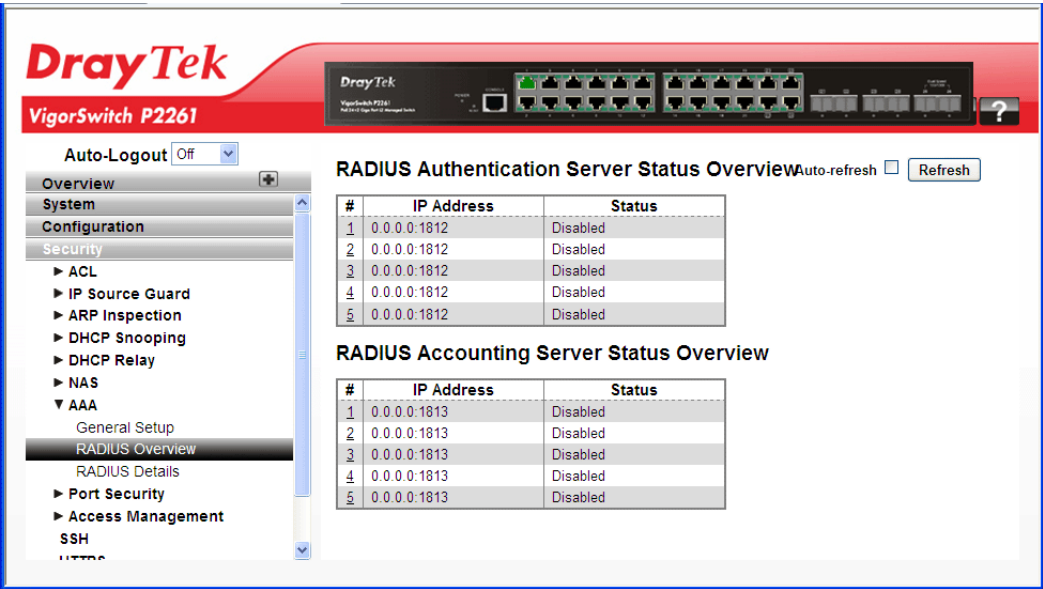 DrayTek
VigorSwitch P2261
DrayTek
VigorSwitch P2261
?
Auto-Logout Off
Overview
System
Configuration
Security
ACL
IP Source Guard
ARP Inspection
DHCP Snooping
DHCP Relay
NAS
AAA
General Setup
RADIUS Overview
RADIUS Details
Port Security
Access Management
SSH
HTTPS
RADIUS Authentication Server Status Overview Auto-refresh Refresh
# IP Address Status
1 0.0.0.0:1812 Disabled
2 0.0.0.0:1812 Disabled
3 0.0.0.0:1812 Disabled
4 0.0.0.0:1812 Disabled
5 0.0.0.0:1812 Disabled
RADIUS Accounting Server Status Overview
# IP Address Status
1 0.0.0.0:1813 Disabled
2 0.0.0.0:1813 Disabled
3 0.0.0.0:1813 Disabled
4 0.0.0.0:1813 Disabled
5 0.0.0.0:1813 Disabled